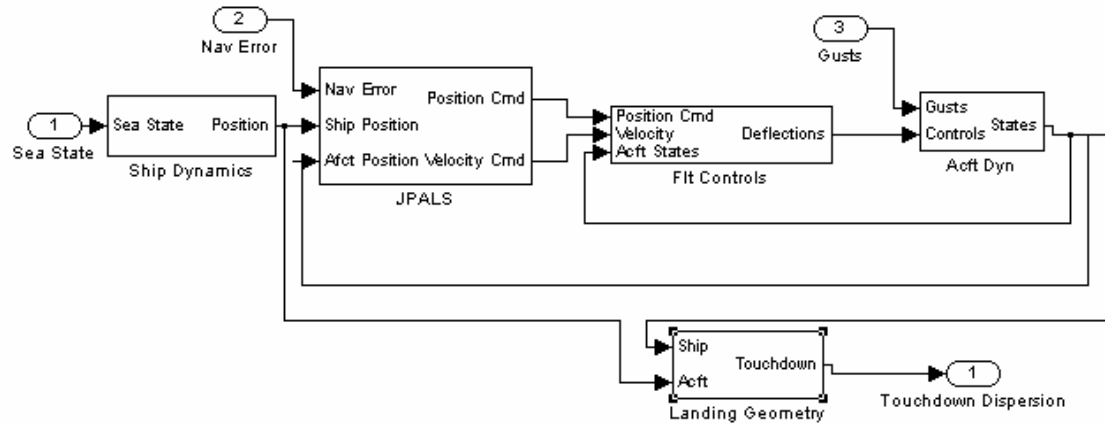 2
Nav Error
3
Gusts
1
Sea State
Sea State Position
Ship Dynamics
Nav Error
Position Cmd
Ship Position
Afct Position Velocity Cmd
JPALS
Position Cmd
Velocity
Deflections
Acft States
Flt Controls
Gusts
States
Controls
Acft Dyn
Ship
Touchdown
Acft
Landing Geometry
1
Touchdown Dispersion